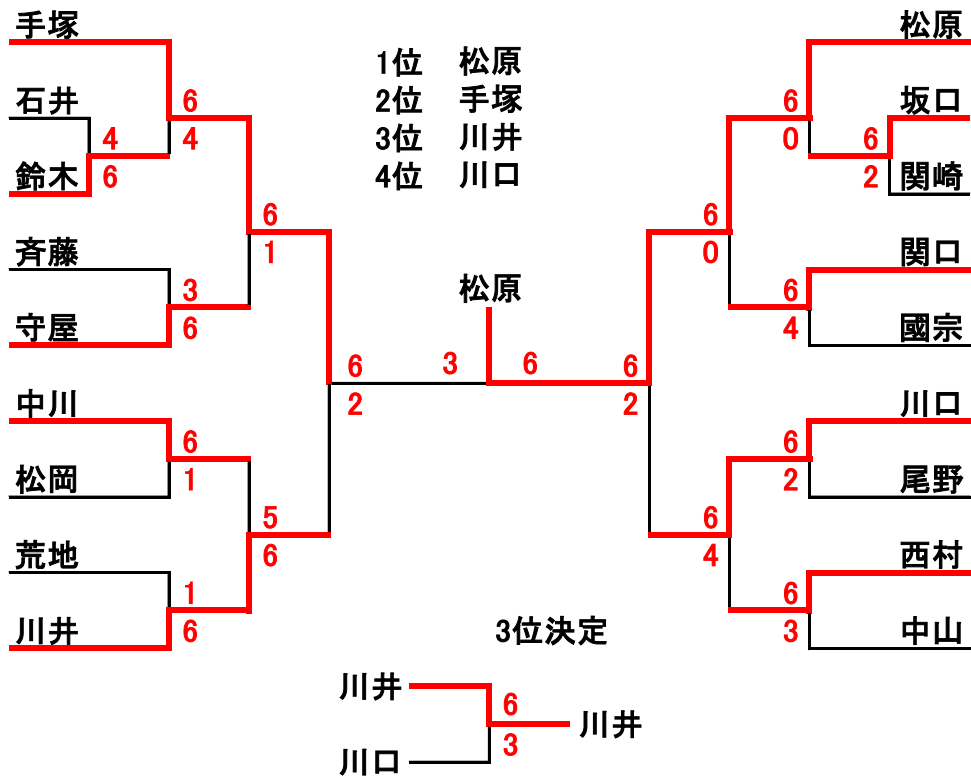 手塚
石井
鈴木
斉藤
守屋
中川
松岡
荒地
川井
6
4
4
6
6
1
3
6
6
2
6
1
5
6
1
6
1位 松原
2位 手塚
3位 川井
4位 川口
松原
3 6
松原
坂口
関崎
関口
國宗
川口
尾野
西村
中山
6
0
6
2
6
0
6
4
6
2
6
2
6
4
6
3
3位決定
川井
川口
6
3
川井